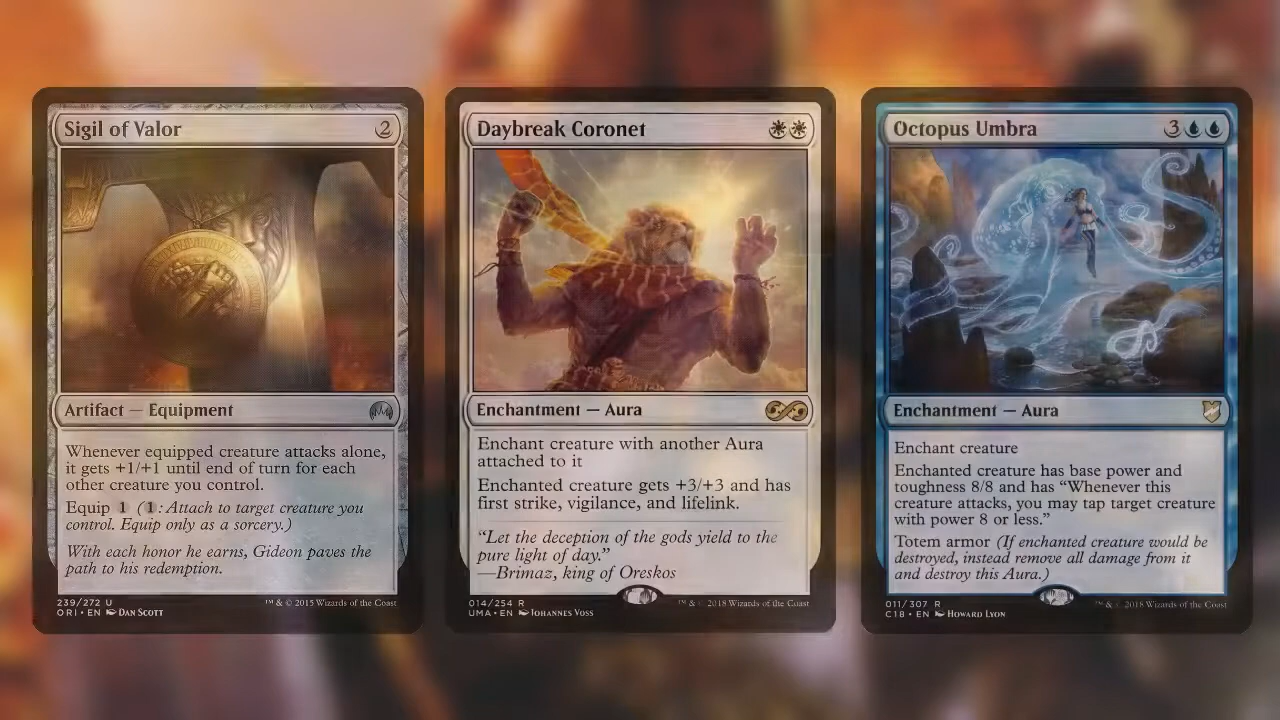 Sigil of Valor 2
Artifact — Equipment
Whenever equipped creature attacks alone,
it gets +1/+1 until end of turn for each
other creature you control.
Equip 1 (1: Attach to target creature you
control. Equip only as a sorcery.)
With each honor he earns, Gideon paves the
path to his redemption.
239/272 U
ORI • EN DAN SCOTT
™ & © 2015 Wizards of the Coast
Daybreak Coronet
Enchantment — Aura
Enchant creature with another Aura
attached to it
Enchanted creature gets +3/+3 and has
first strike, vigilance, and lifelink.
“Let the deception of the gods yield to the
pure light of day.”
—Brimaz, king of Oreskos
014/254 R
UMA • EN JOHANNES VOSS
™ & © 2018 Wizards of the Coast
Octopus Umbra 3
Enchantment — Aura
Enchant creature
Enchanted creature has base power and
toughness 8/8 and has “Whenever this
creature attacks, you may tap target creature
with power 8 or less.”
Totem armor (If enchanted creature would be
destroyed, instead remove all damage from it
and destroy this Aura.)
011/307 R
C18 • EN HOWARD LYON
™ & © 2018 Wizards of the Coast